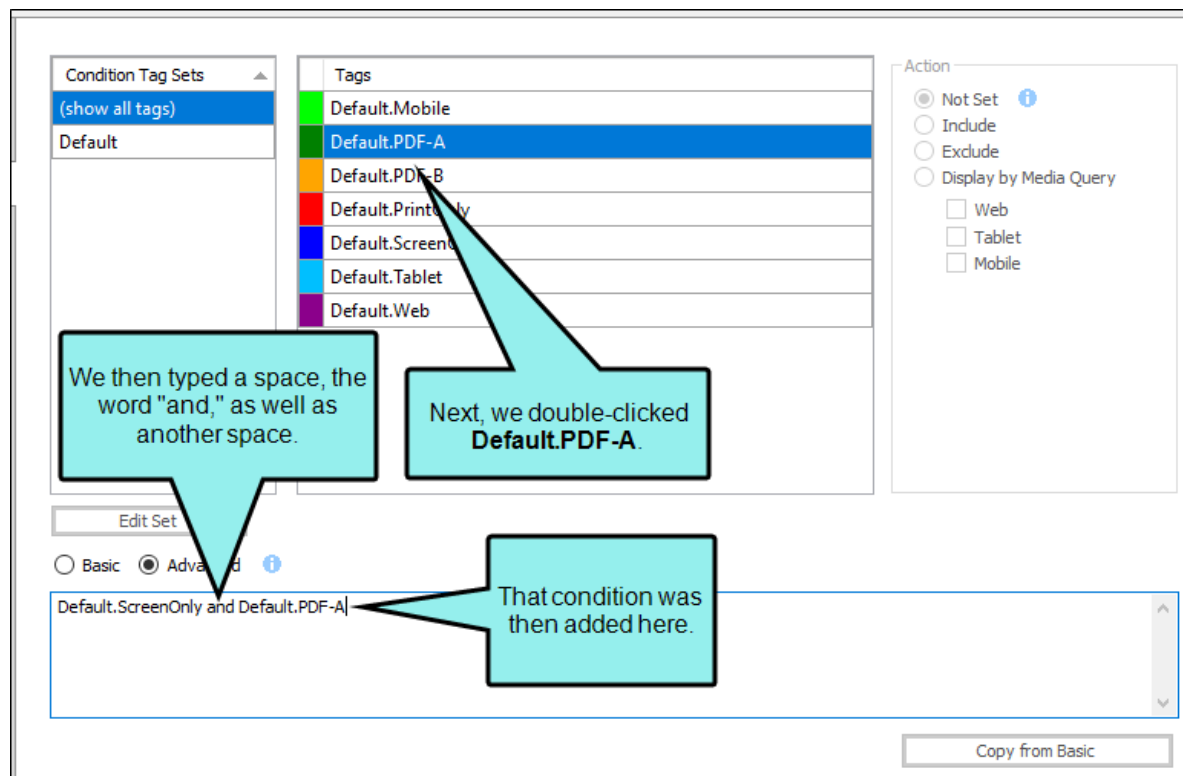 Condition Tag Sets
(show all tags)
Default
Tags
Default.Mobile
Default.PDF-A
Default.PDF-B
Default.PrintOnly
Default.ScreenO
Default.Tablet
Default.Web
Action
Not Set
Include
Exclude
Display by Media Query
Web
Tablet
Mobile
We then typed a space, the
word "and," as well as
another space.
Next, we double-clicked
Default.PDF-A.
Edit Set
Basic
Advanced
Default.ScreenOnly and Default.PDF-A
That condition was
then added here.
Copy from Basic